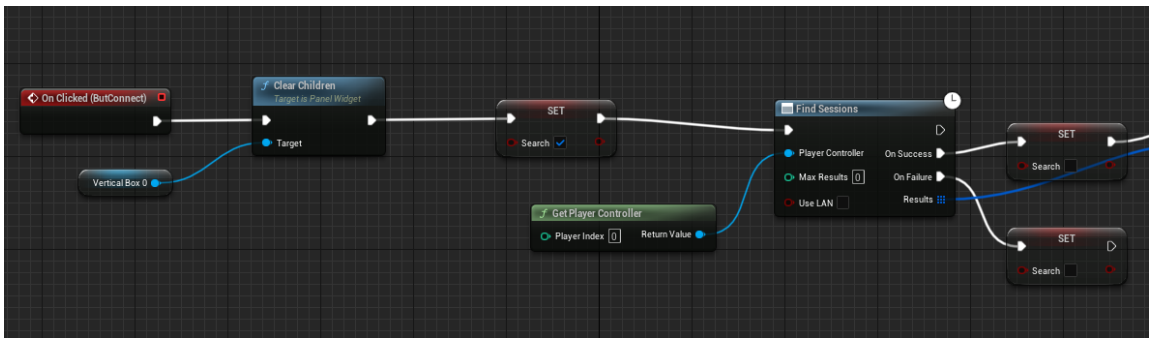 On Clicked (ButConnect)
Vertical Box 0
Clear Children
Target is Panel Widget
Target
SET
Search
Get Player Controller
Player Index 0 Return Value
Find Sessions
Player Controller On Success
Max Results 0 On Failure
Use LAN Results
SET
Search
SET
Search